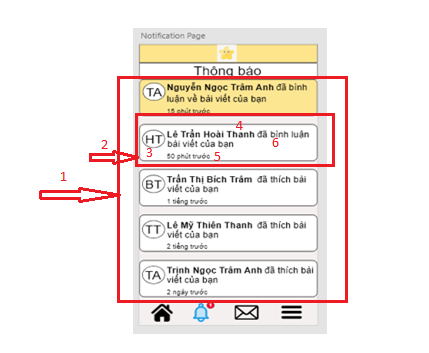 Notification Page
Thông báo
TA
Nguyễn Ngọc Trâm Anh đã bình
luận về bài viết của bạn
15 phút trước
2
4
HT
Lê Trần Hoài Thanh đã bình luận
bài viết của bạn
3
6
50 phút trước
5
1
BT
Trần Thị Bích Trâm đã thích bài
viết của bạn
1 tiếng trước
TT
Lê Mỹ Thiên Thanh đã thích bài
viết của bạn
2 tiếng trước
TA
Trịnh Ngọc Trâm Anh đã thích bài
viết của bạn
2 ngày trước